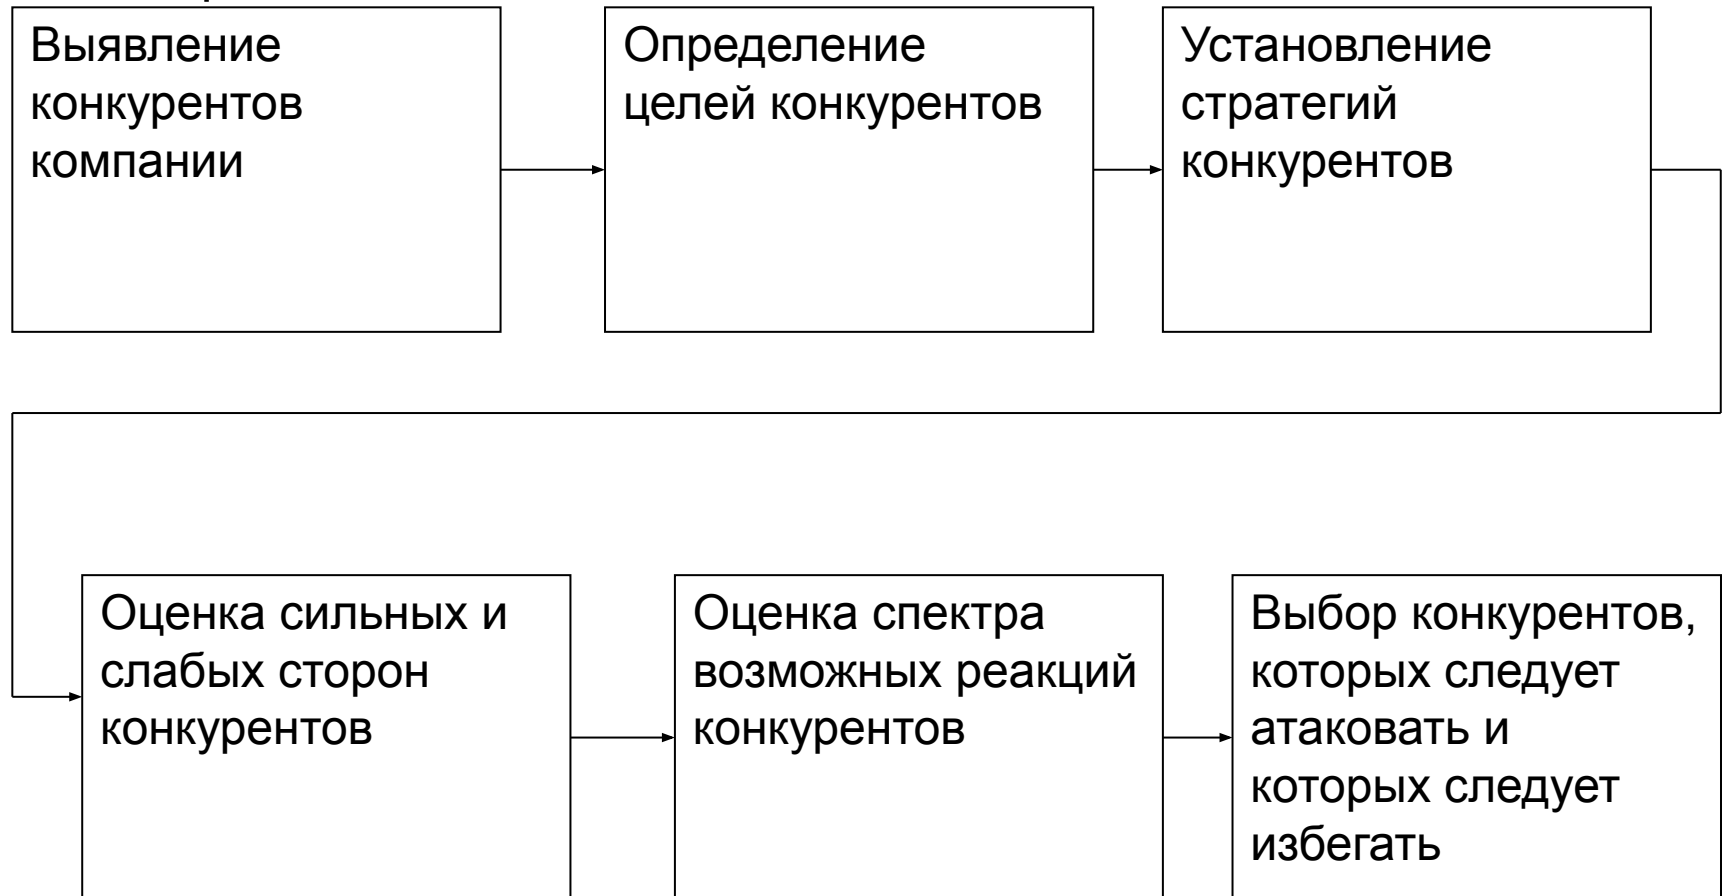 Выявление
конкурентов
компании
Определение
целей конкурентов
Установление
стратегий
конкурентов
Оценка сильных и
слабых сторон
конкурентов
Оценка спектра
возможных реакций
конкурентов
Выбор конкурентов,
которых следует
атаковать и
которых следует
избегать